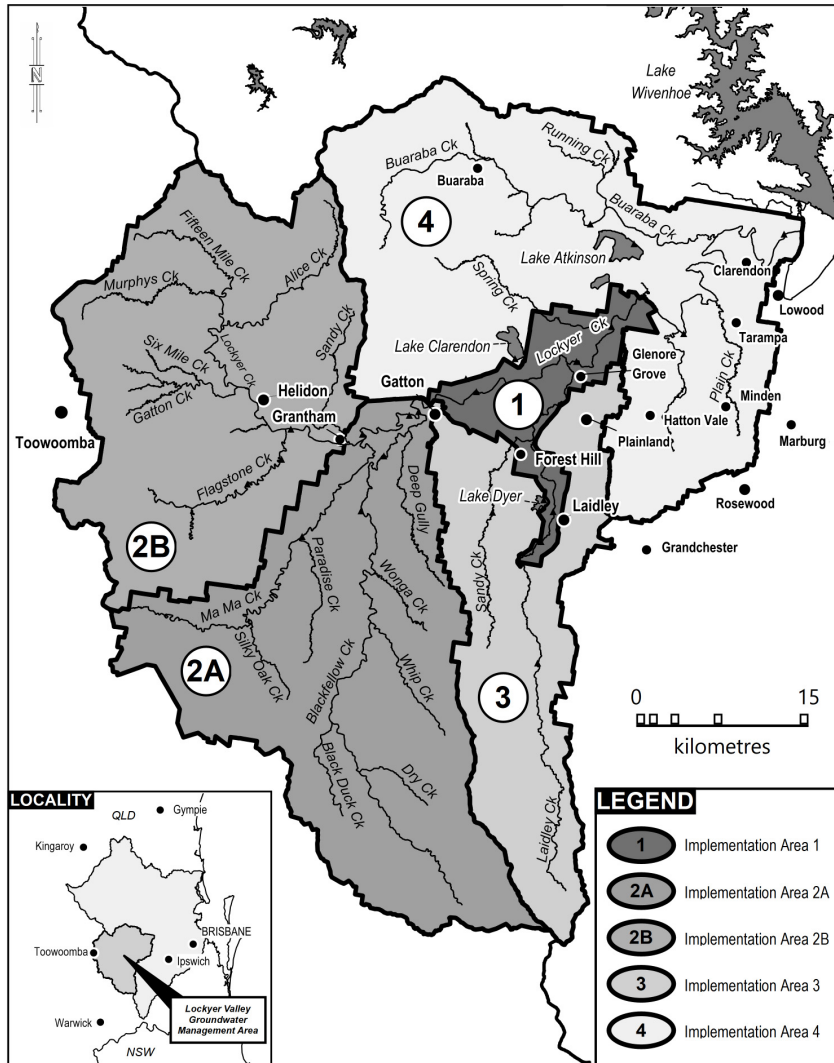 N
Lake
Wivenhoe
Running Ck
Buaraba Ck
Buaraba
4
Buaraba Ck
Fifteen Mile Ck
Alice Ck
Murphys Ck
Lake Atkinson
Clarendon
Spring Ck
Lowood
Sandy Ck
Lockyer Ck
Lockyer Ck
Six Mile Ck
Lake Clarendon
Glenore
Grove
Tarampa
Plain Ck
Helidon
Gatton
Gatton Ck
Grantham
1
Minden
Hatton Vale
Toowoomba
Plainland
Marburg
Forest Hill
Flagstone Ck
Deep Gully
Lake Dyer
Laidley
Rosewood
2B
Grandchester
Paradise Ck
Wonga Ck
Sandy Ck
Ma Ma Ck
Silky Oak Ck
2A
Blackfellow Ck
Whip Ck
3
0 15
kilometres
Black Duck Ck
Dry Ck
Laidley Ck
LOCALITY
QLD
Gympie
Kingaroy
BRISBANE
Toowoomba
Ipswich
Lockyer Valley
Groundwater
Management Area
Warwick
NSW
LEGEND
1 Implementation Area 1
2A Implementation Area 2A
2B Implementation Area 2B
3 Implementation Area 3
4 Implementation Area 4